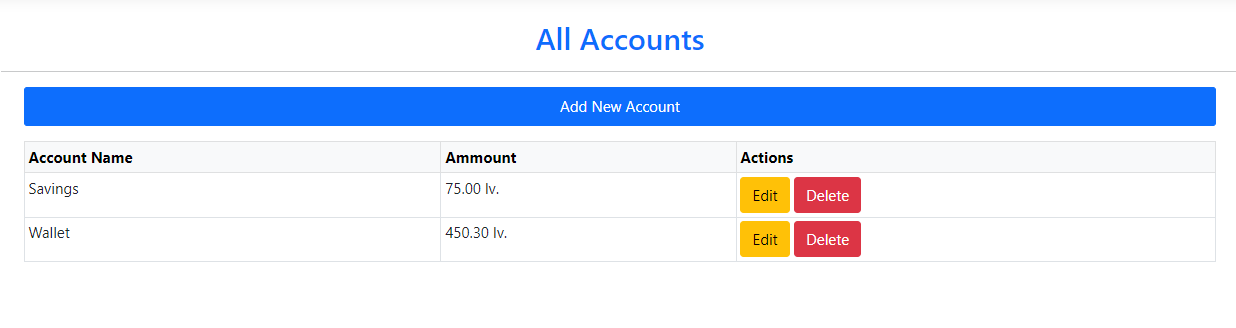 All Accounts
Add New Account
Account Name Ammount Actions
Savings 75.00 lv. Edit Delete
Wallet 450.30 lv. Edit Delete